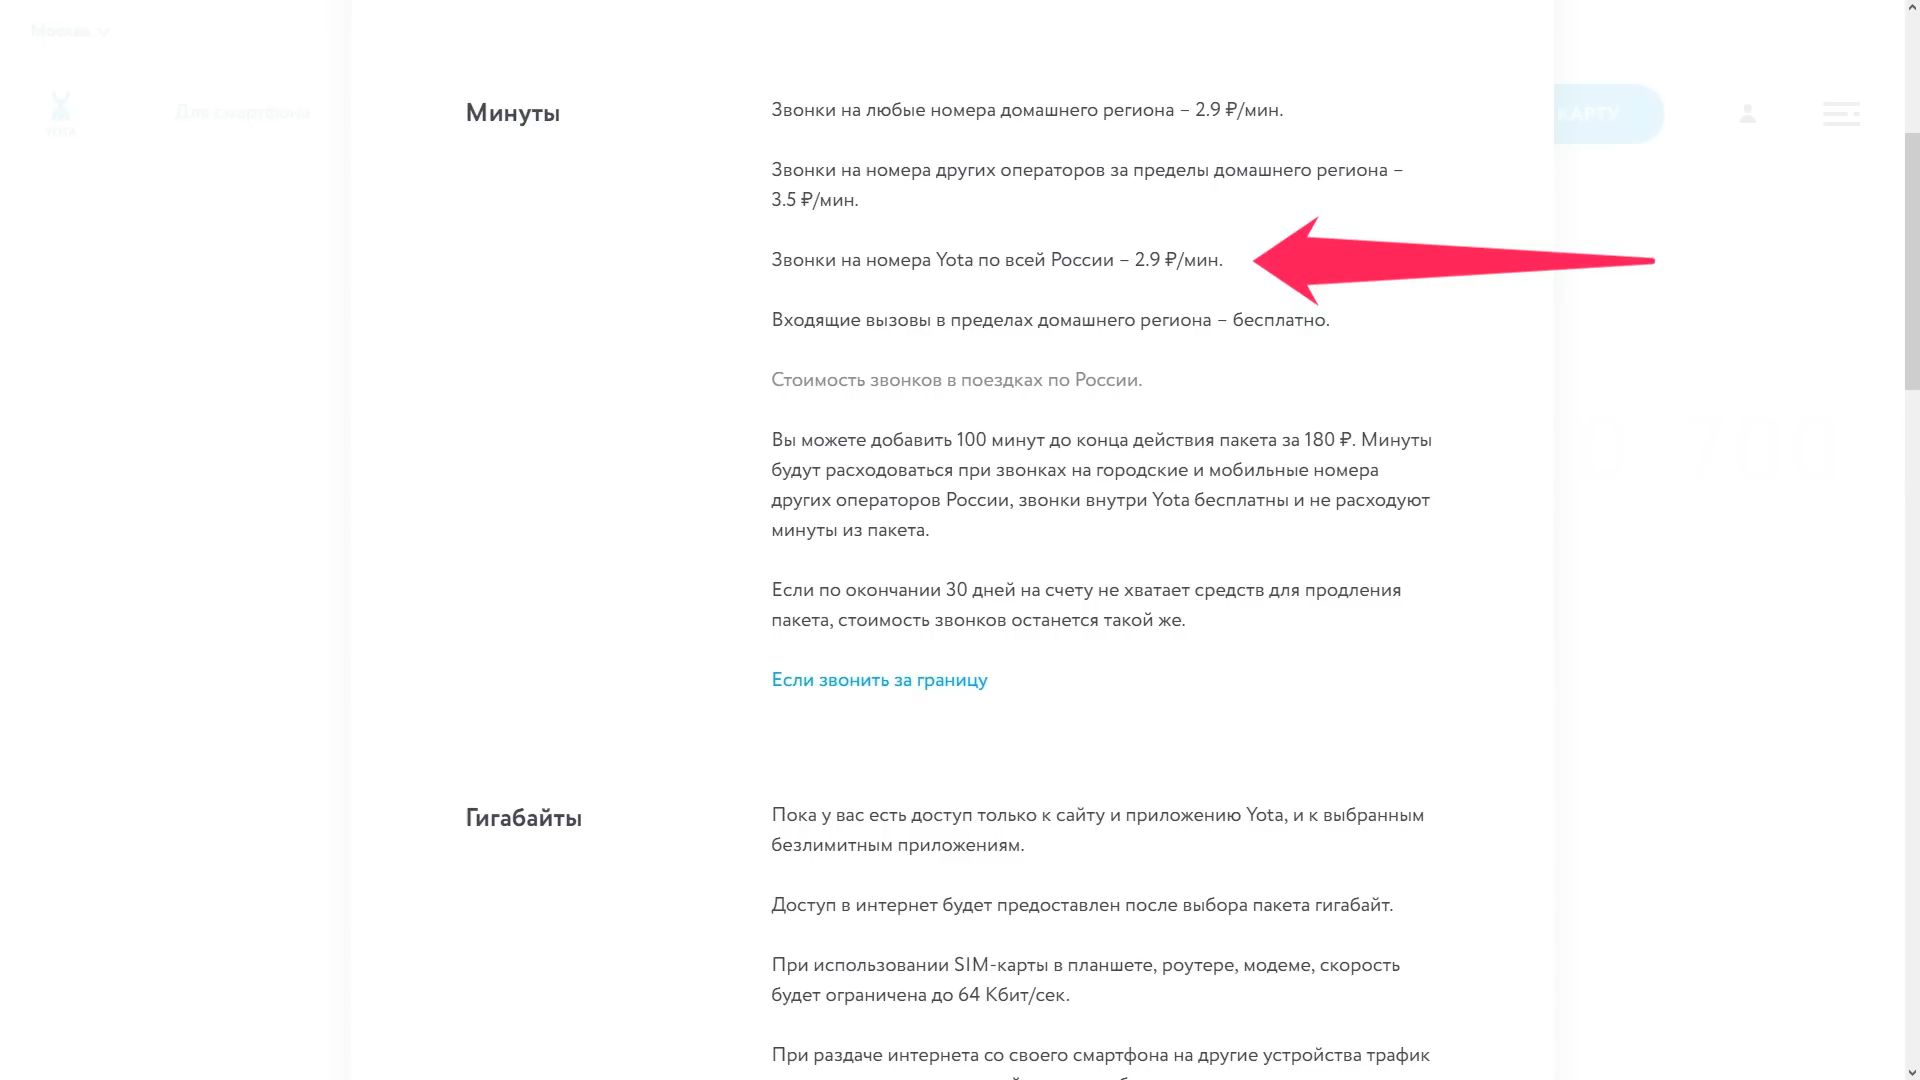 Москва
YOTA
Для смартфона
КАРТУ
Минуты
Звонки на любые номера домашнего региона – 2.9 ₽/мин.
Звонки на номера других операторов за пределы домашнего региона –
3.5 ₽/мин.
Звонки на номера Yota по всей России – 2.9 ₽/мин.
Входящие вызовы в пределах домашнего региона – бесплатно.
Стоимость звонков в поездках по России.
Вы можете добавить 100 минут до конца действия пакета за 180 ₽. Минуты
будут расходоваться при звонках на городские и мобильные номера
других операторов России, звонки внутри Yota бесплатны и не расходуют
минуты из пакета.
Если по окончании 30 дней на счету не хватает средств для продления
пакета, стоимость звонков останется такой же.
Если звонить за границу
Гигабайты
Пока у вас есть доступ только к сайту и приложению Yota, и к выбранным
безлимитным приложениям.
Доступ в интернет будет предоставлен после выбора пакета гигабайт.
При использовании SIM-карты в планшете, роутере, модеме, скорость
будет ограничена до 64 Кбит/сек.
При раздаче интернета со своего смартфона на другие устройства трафик